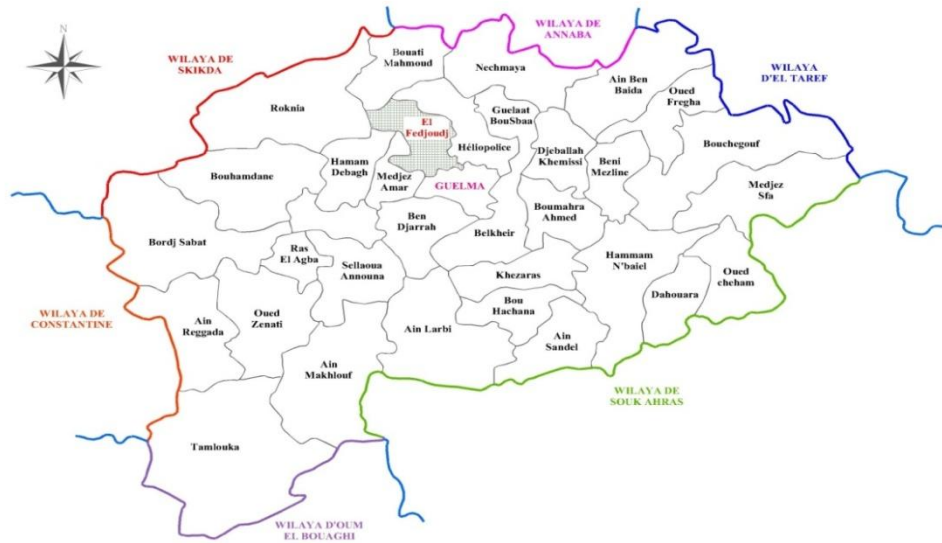 N
WILAYA DE
ANNABA
WILAYA DE
SKIKDA
WILAYA
D'EL TAREF
Bouati
Mahmoud
Nechmaya
Ain Ben
Baida
Oued
Fregha
Roknia
El
Fedjoudj
Guelaat
BouSbaa
Héliopolice
Djeballah
Khemissi
Beni
Mezline
Bouchegouf
Bouhamdane
Hamam
Debagh
Medjez
Amar
GUELMA
Medjez
Sfa
Boumahra
Ahmed
Ben
Djarrah
Belkheir
Bordj Sabat
Ras
El Agba
Sellaoua
Announa
Khezaras
Hammam
N'baiel
Oued
cheham
Dahouara
Bou
Hachana
WILAYA DE
CONSTANTINE
Ain
Reggada
Oued
Zenati
Ain Larbi
Ain
Sandel
Ain
Makhlouf
WILAYA DE
SOUK AHRAS
Tamlouka
WILAYA D'OUM
EL BOUAGHI